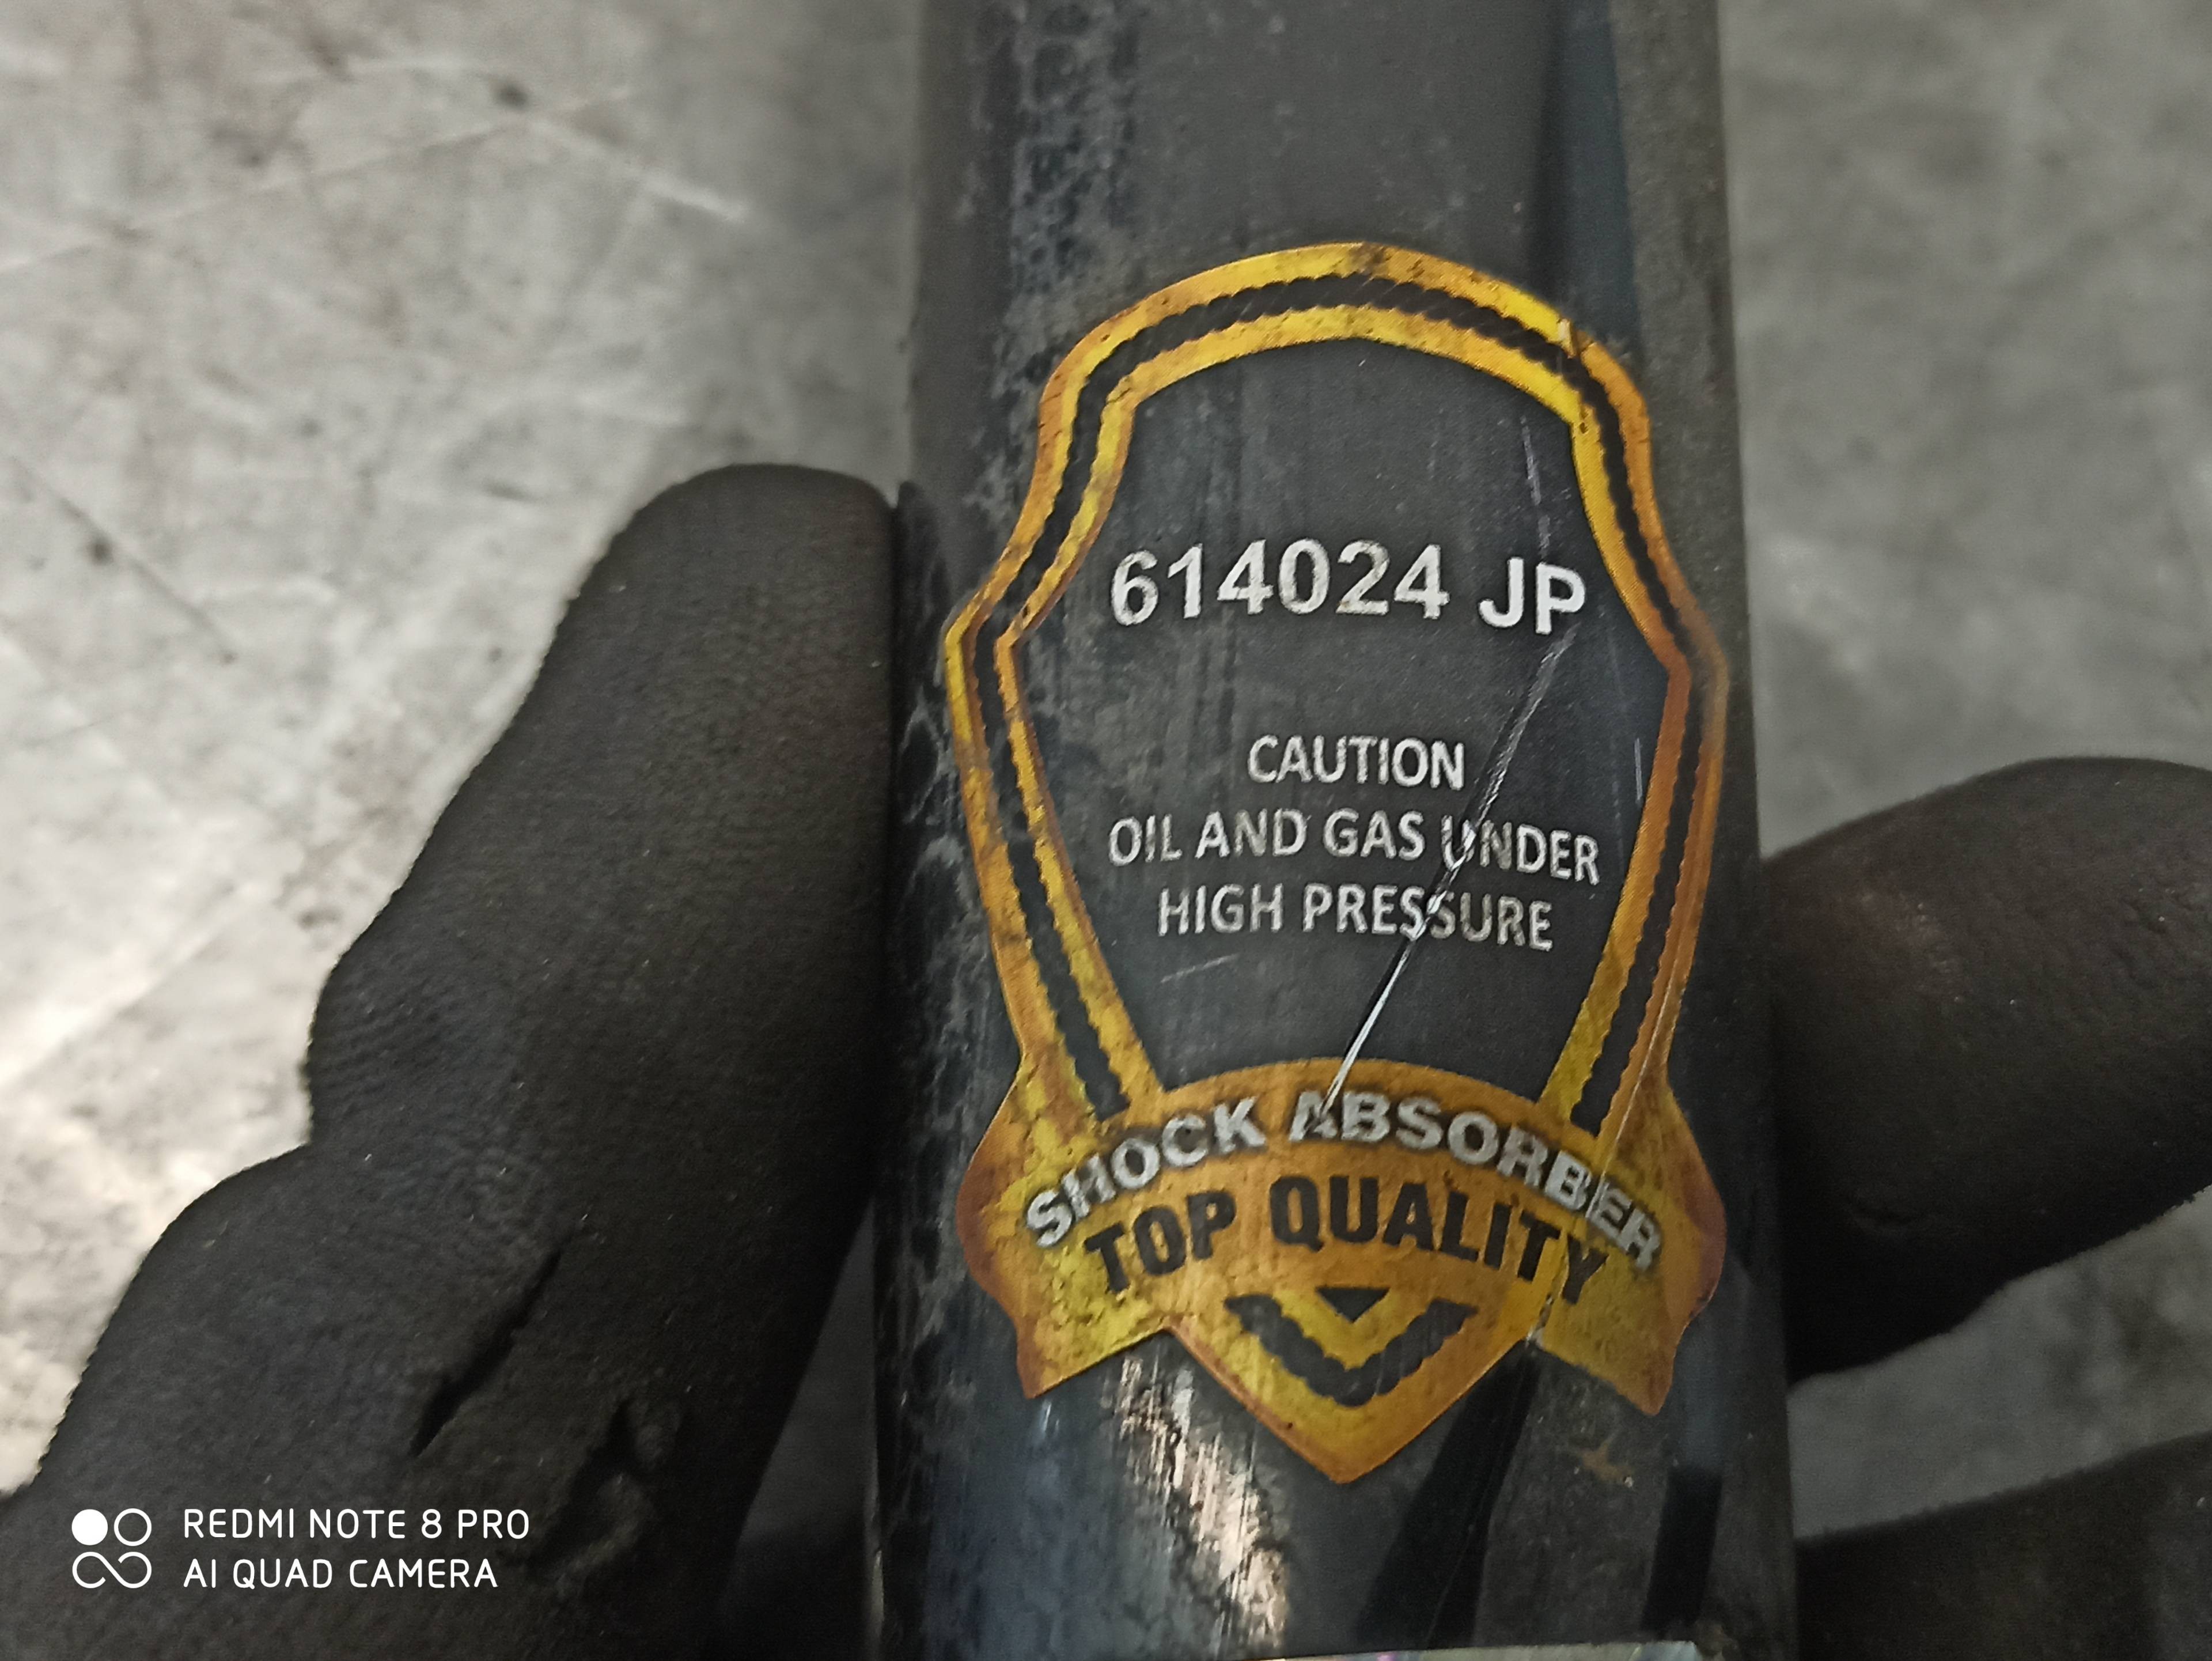 614024 JP
CAUTION
OIL AND GAS UNDER
HIGH PRESSURE
SHOCK ABSORBER
TOP QUALITY
REDMI NOTE 8 PRO
AI QUAD CAMERA